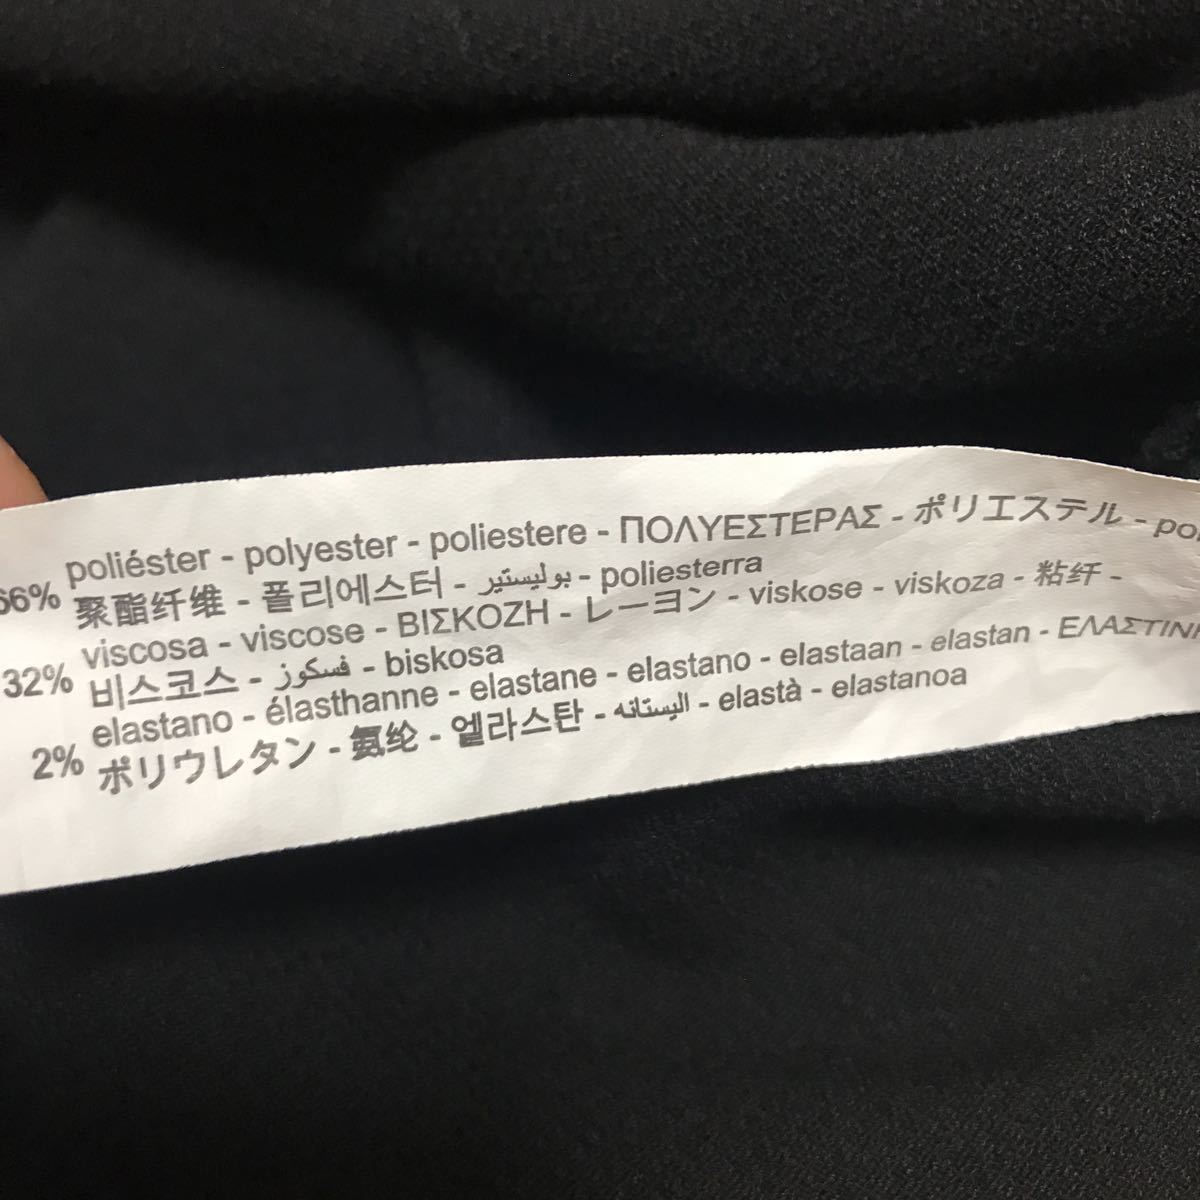 66% poliéster - polyester - poliestere - ΠΟΛΥΕΣΤΕΡΑΣ - ポリエステル -
聚酯纤维 - 폴리에스터 - بوليستير - poliesterra
32% viscosa - viscose - ΒΙΣΚΟΖΗ - レーヨン - viskose - viskoza - 粘纤 -
비스코스 - فسكوز - biskosa
2% elastano - élasthanne - elastane - elastano - elastaan - elastan -
ポリウレタン - 氨纶 - 엘라스탄 - اليستانه - elastà - elastanoa